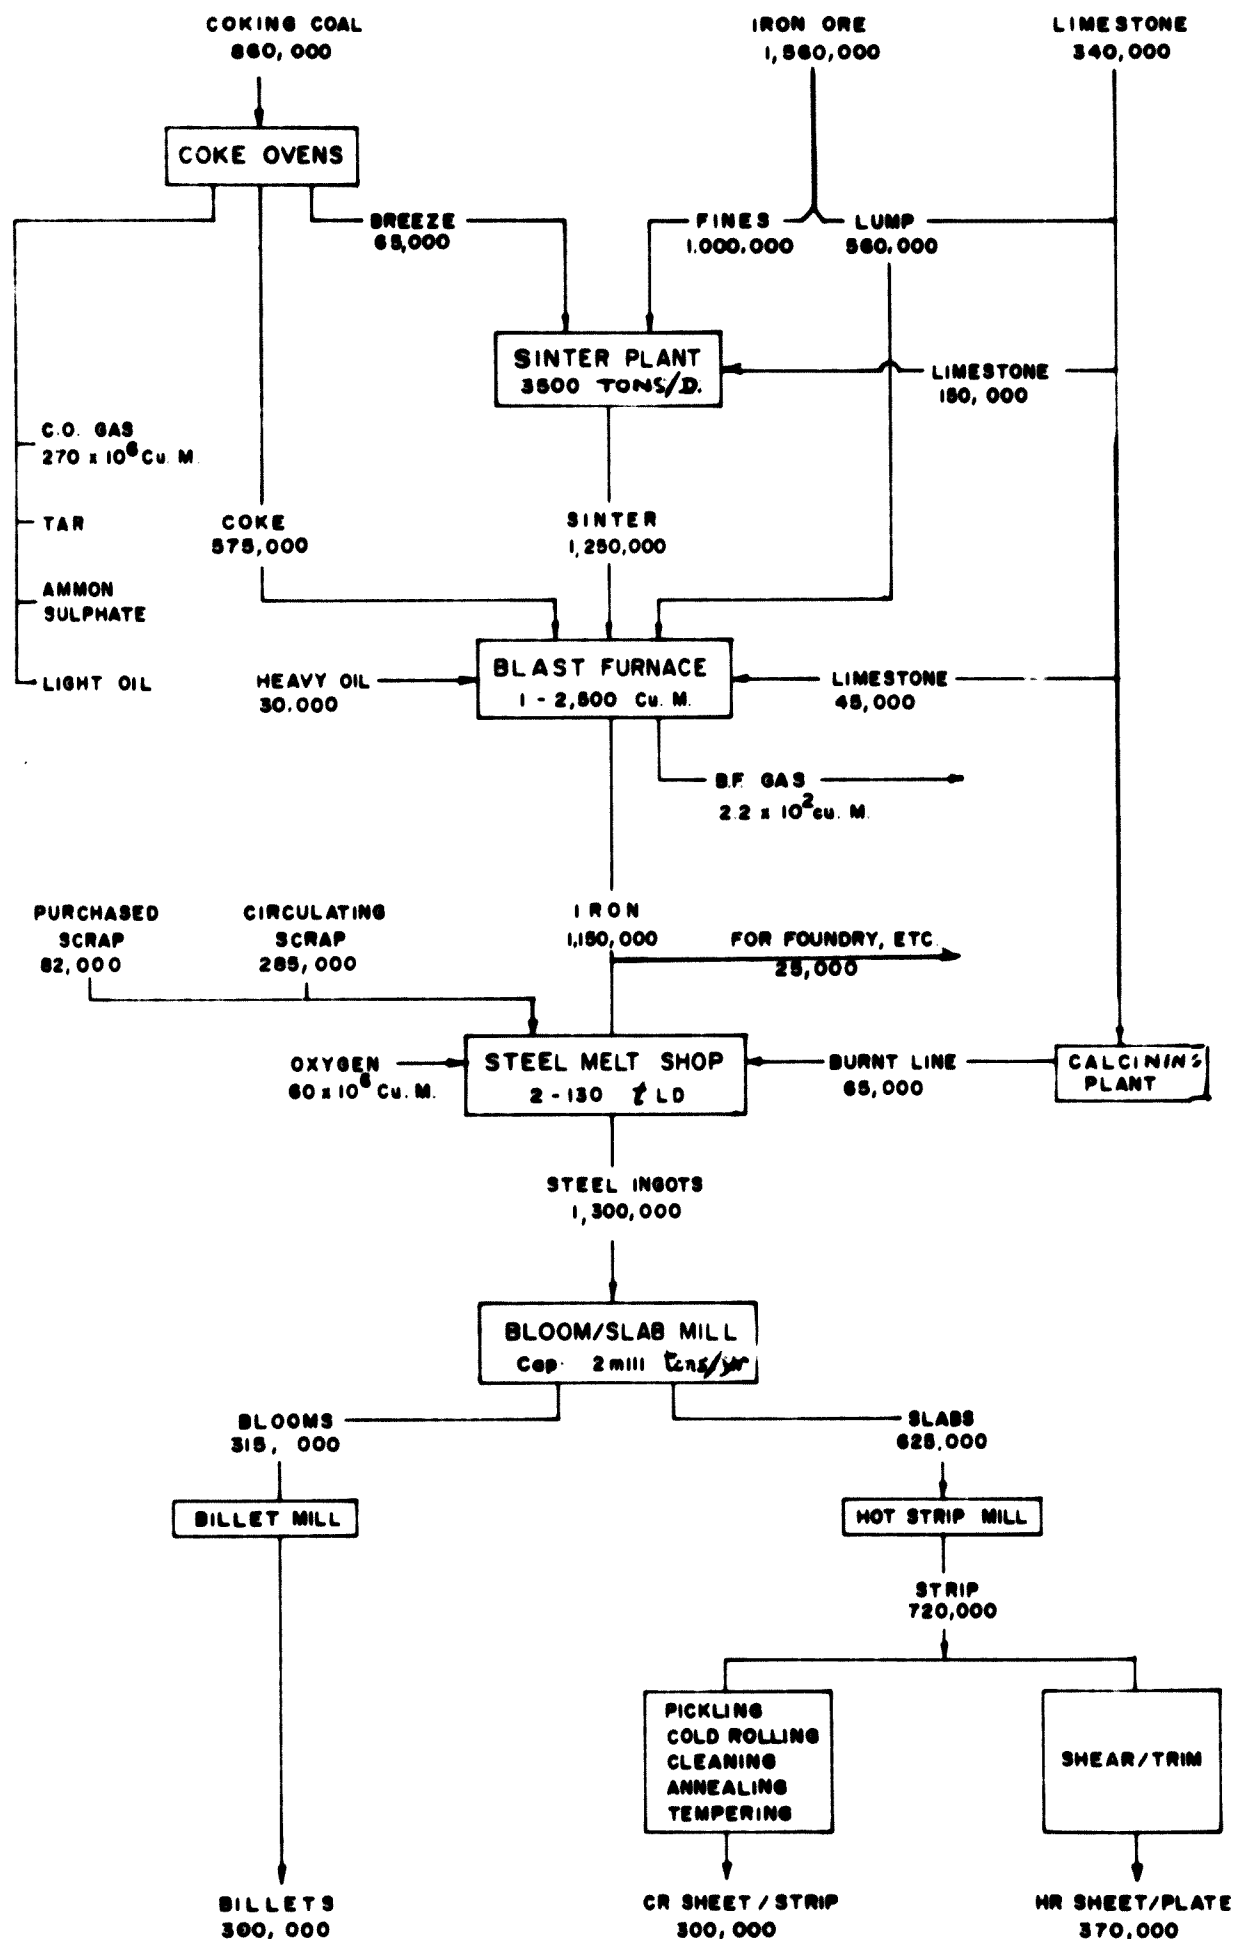 COKING COAL
860,000
IRON ORE
1,560,000
LIMESTONE
340,000
COKE OVENS
BREEZE
65,000
FINES
1.000,000
LUMP
560,000
SINTER PLANT
3500 TONS/D.
LIMESTONE
150,000
C.O. GAS
270 x 10⁶ Cu. M.
TAR
AMMON
SULPHATE
LIGHT OIL
COKE
575,000
SINTER
1,250,000
BLAST FURNACE
1 - 2,500 Cu. M.
HEAVY OIL
30.000
LIMESTONE
45,000
B.F. GAS
2.2 x 10² cu. M.
PURCHASED
SCRAP
82,000
CIRCULATING
SCRAP
285,000
IRON
1,150,000
FOR FOUNDRY, ETC.
25,000
STEEL MELT SHOP
2 - 130 t LD
OXYGEN
60 x 10⁶ Cu. M.
BURNT LINE
65,000
CALCINING
PLANT
STEEL INGOTS
1,300,000
BLOOM/SLAB MILL
Cap. 2 mill tons/yr
BLOOMS
315, 000
SLABS
625,000
BILLET MILL
HOT STRIP MILL
STRIP
720,000
PICKLING
COLD ROLLING
CLEANING
ANNEALING
TEMPERING
SHEAR/TRIM
BILLETS
300,000
CR SHEET / STRIP
300,000
HR SHEET/PLATE
370,000